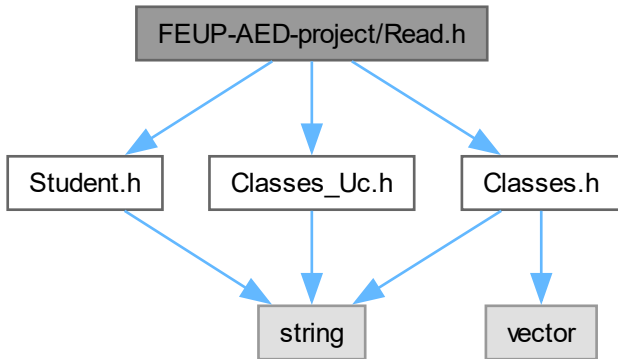 FEUP-AED-project/Read.h
Student.h
Classes_Uc.h
Classes.h
string
vector